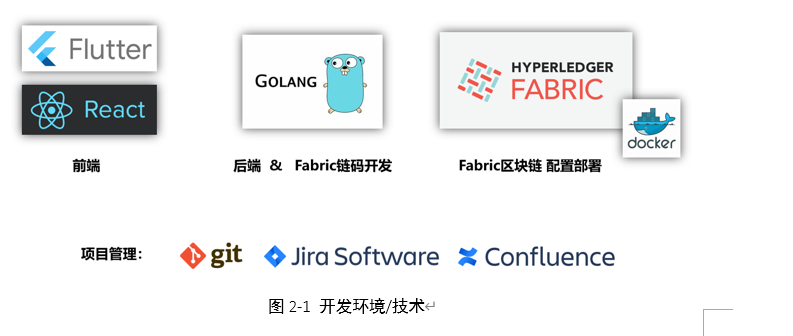 Flutter
React
GOLANG
HYPERLEDGER
FABRIC
docker
前端
后端 & Fabric链码开发
Fabric区块链 配置部署
项目管理：
git
Jira Software
Confluence
图 2-1 开发环境/技术